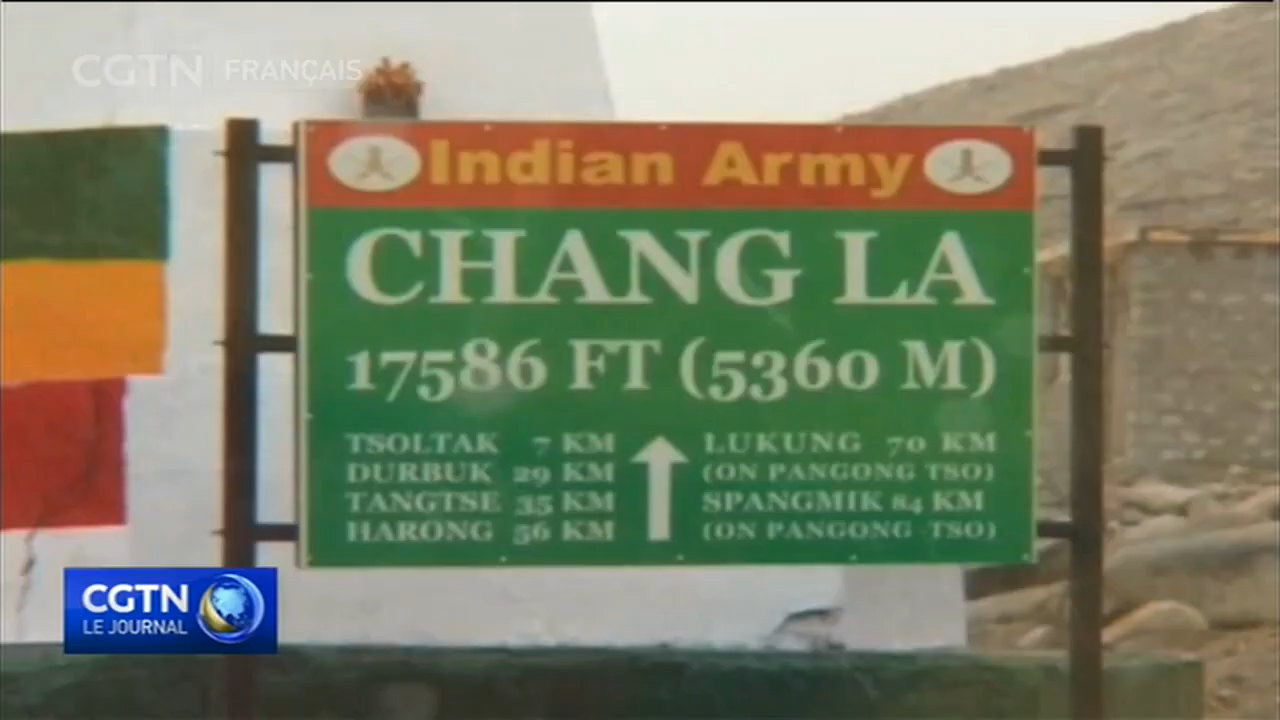 CGTN FRANÇAIS
Indian Army
CHANG LA
17586 FT (5360 M)
TSOLTAK 7 KM
DURBUK 29 KM
TANGTSE 35 KM
HARONG 56 KM
LUKUNG 70 KM
(ON PANGONG TSO)
SPANGMIK 84 KM
(ON PANGONG TSO)
CGTN
LE JOURNAL